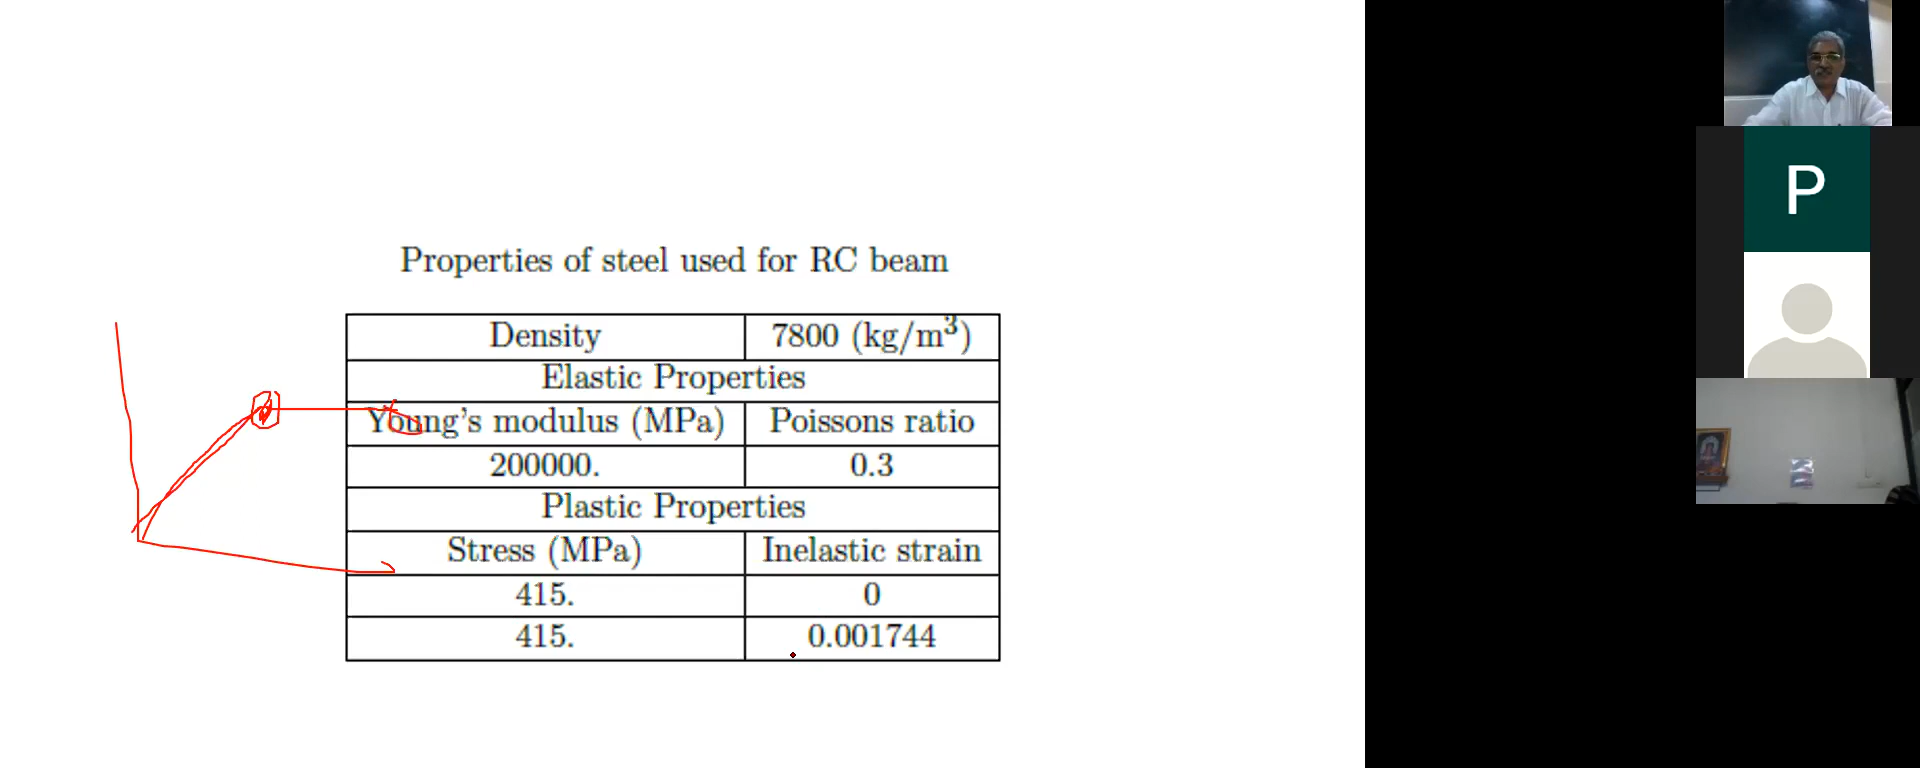 Properties of steel used for RC beam
Density 7800 (kg/m³)
Elastic Properties
Young's modulus (MPa) Poissons ratio
200000. 0.3
Plastic Properties
Stress (MPa) Inelastic strain
415. 0
415. 0.001744
P